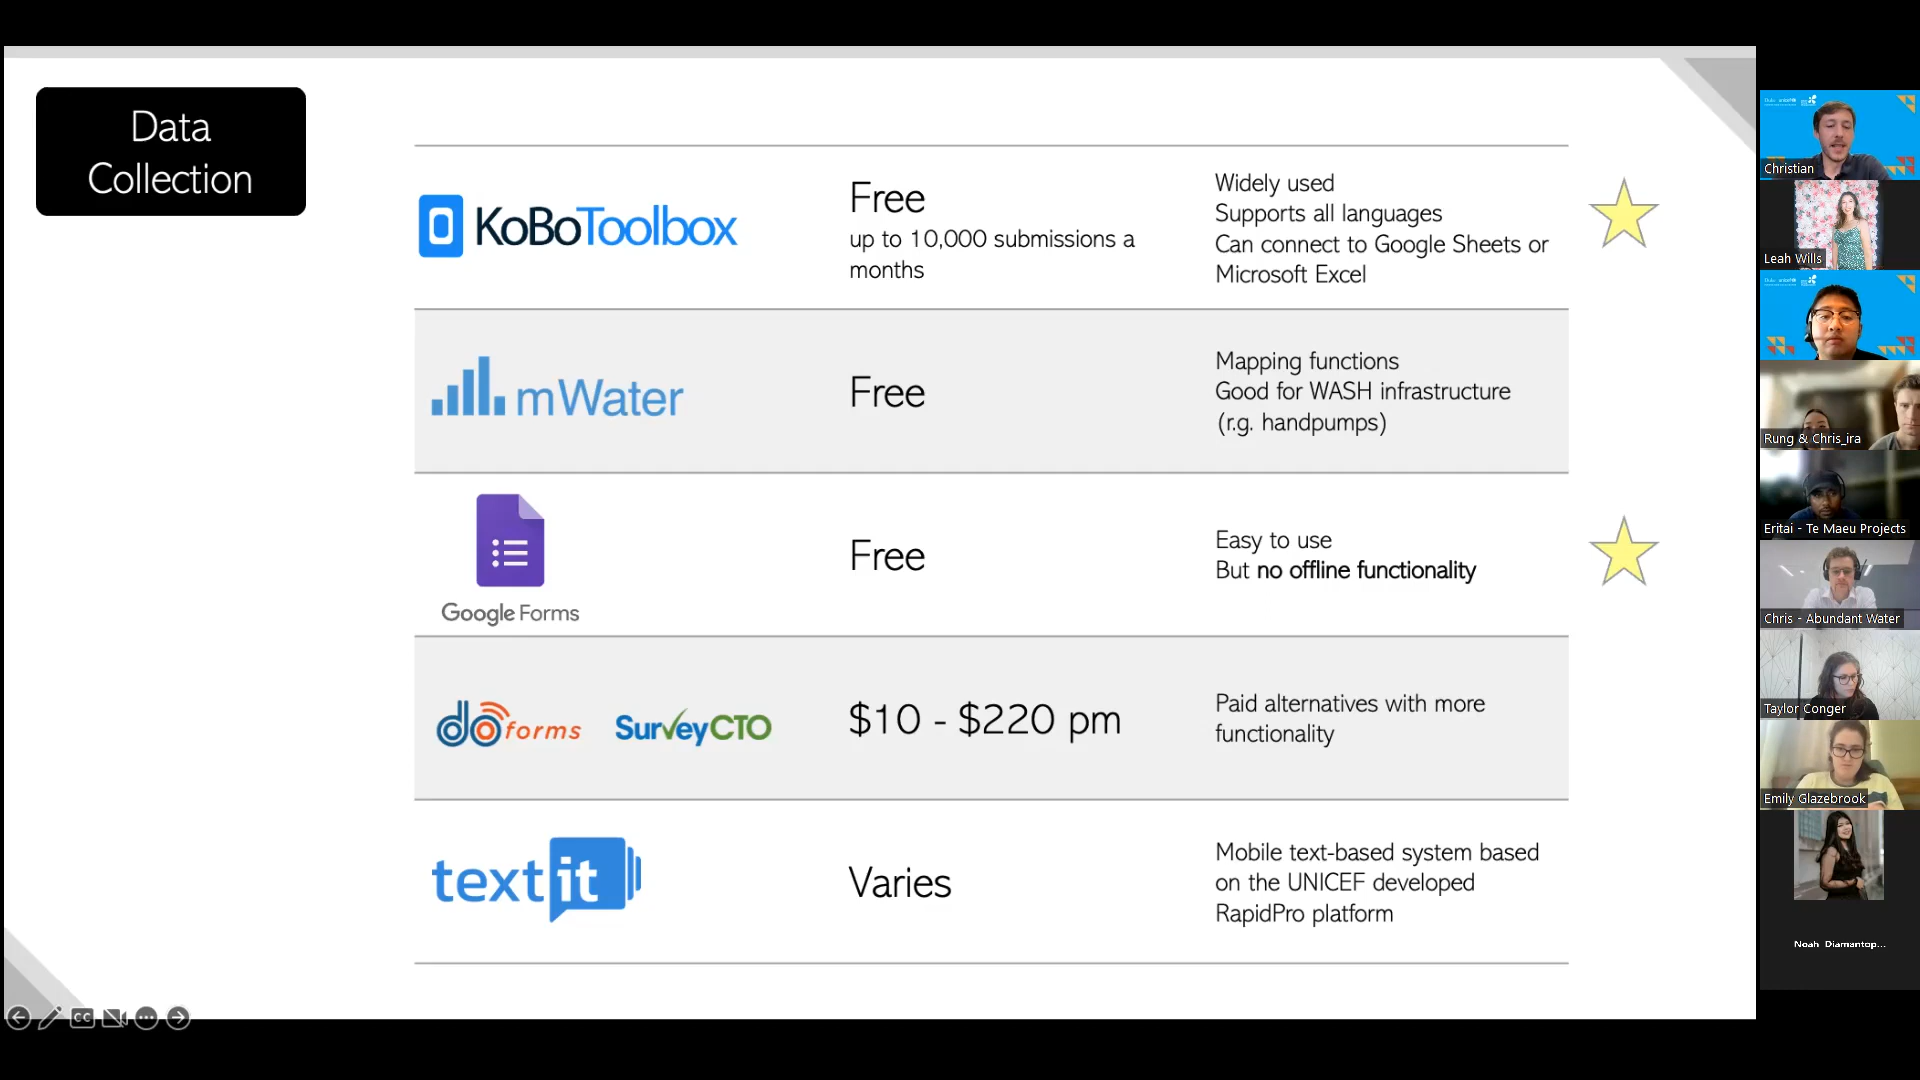 Data
Collection
KoBoToolbox
Free
up to 10,000 submissions a
months
Widely used
Supports all languages
Can connect to Google Sheets or
Microsoft Excel
mWater
Free
Mapping functions
Good for WASH infrastructure
(r.g. handpumps)
Google Forms
Free
Easy to use
But no offline functionality
doforms
SurveyCTO
$10 - $220 pm
Paid alternatives with more
functionality
textit
Varies
Mobile text-based system based
on the UNICEF developed
RapidPro platform
CC
Christian
Leah Wills
Rung & Chris_ira
Eritai - Te Maeu Projects
Chris - Abundant Water
Taylor Conger
Emily Glazebrook
Noah Diamantop...